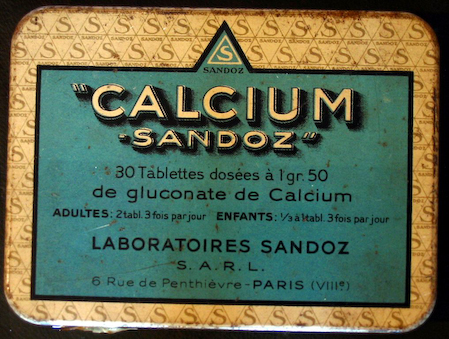 S
SANDOZ
"CALCIUM
-SANDOZ"
30 Tablettes dosées à 1 gr. 50
de gluconate de Calcium
ADULTES: 2 tabl. 3 fois par jour ENFANTS: ½ à 1 tabl. 3 fois par jour
LABORATOIRES SANDOZ
S.A.R.L.
6 Rue de Penthièvre-PARIS (VIIIe)